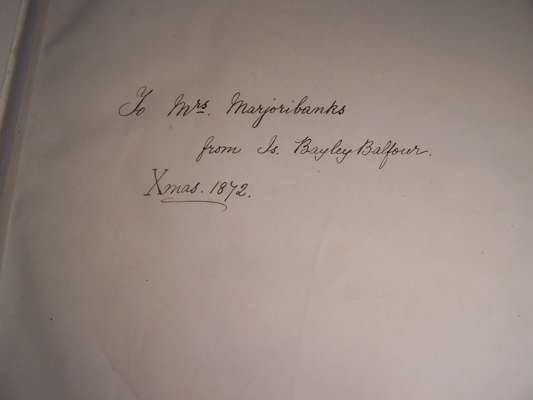 To Mrs. Marjoribanks
from Is. Bayley Balfour.
Xmas. 1872.